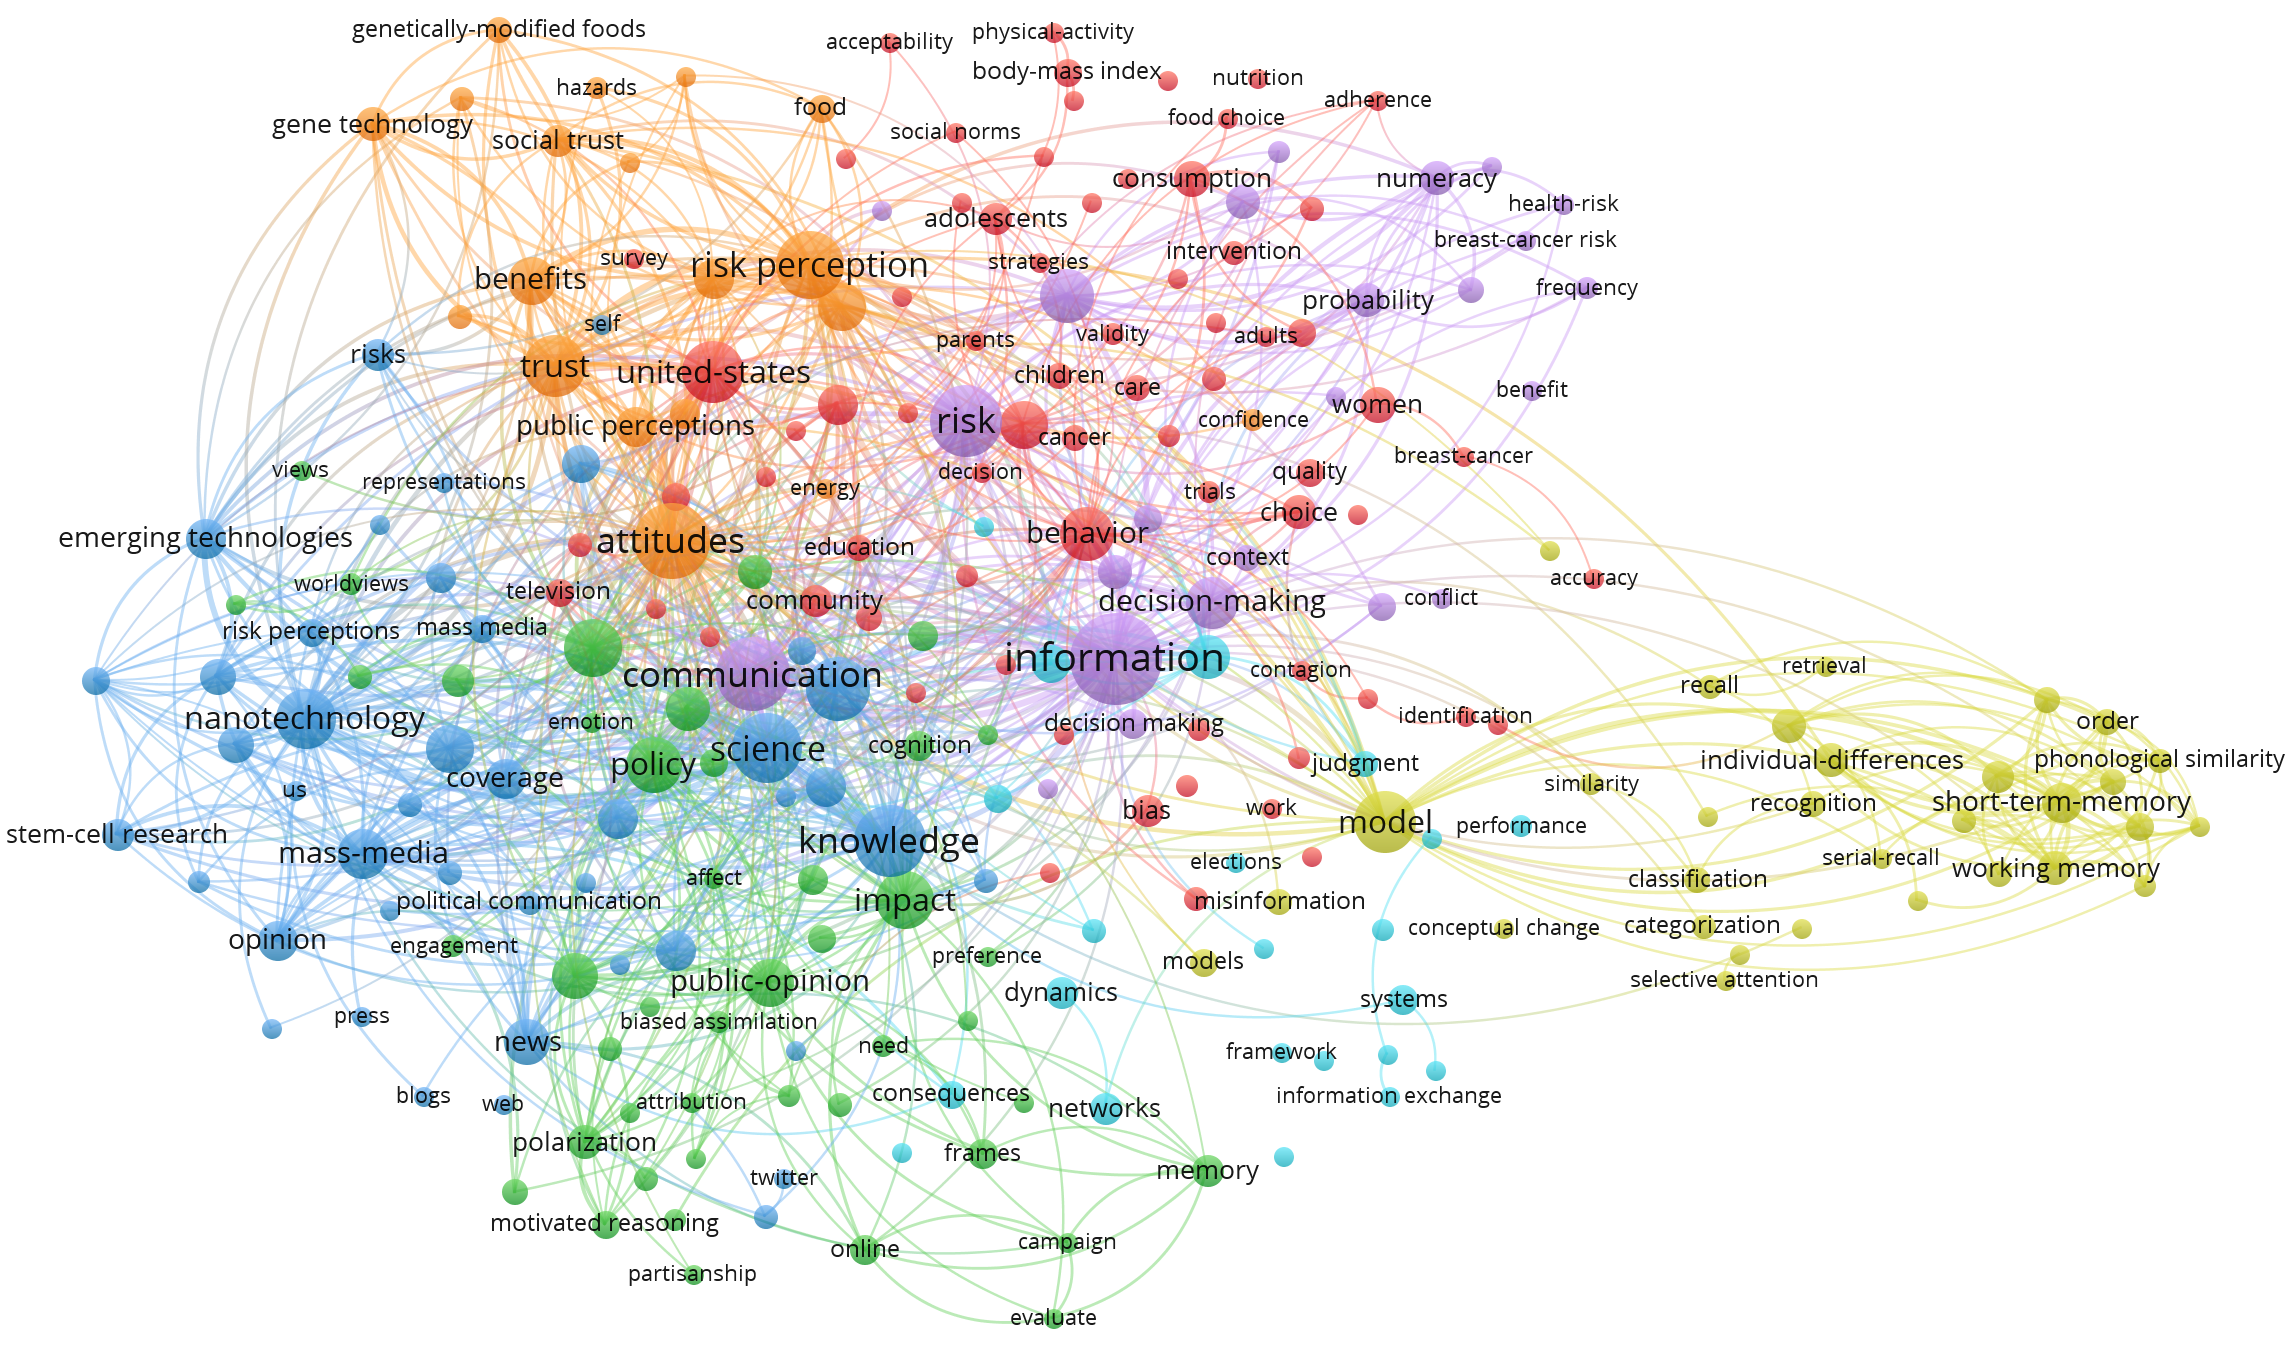 genetically-modified foods
acceptability
physical-activity
body-mass index
nutrition
hazards
adherence
food
food choice
gene technology
social norms
social trust
consumption
numeracy
health-risk
adolescents
breast-cancer risk
intervention
survey
strategies
risk perception
benefits
frequency
probability
self
validity
adults
parents
risks
trust
united-states
children
care
benefit
women
confidence
risk
public perceptions
cancer
breast-cancer
views
decision
quality
representations
energy
trials
choice
behavior
emerging technologies
attitudes
education
context
accuracy
worldviews
television
conflict
community
decision-making
mass media
risk perceptions
information
retrieval
contagion
communication
recall
identification
nanotechnology
emotion
decision making
order
cognition
science
phonological similarity
individual-differences
policy
judgment
coverage
similarity
us
short-term-memory
recognition
work
bias
model
performance
stem-cell research
knowledge
mass-media
serial-recall
elections
working memory
affect
classification
political communication
impact
misinformation
categorization
conceptual change
opinion
engagement
preference
models
public-opinion
selective attention
dynamics
systems
press
biased assimilation
news
need
framework
consequences
blogs
information exchange
web
attribution
networks
polarization
frames
memory
twitter
motivated reasoning
campaign
online
partisanship
evaluate